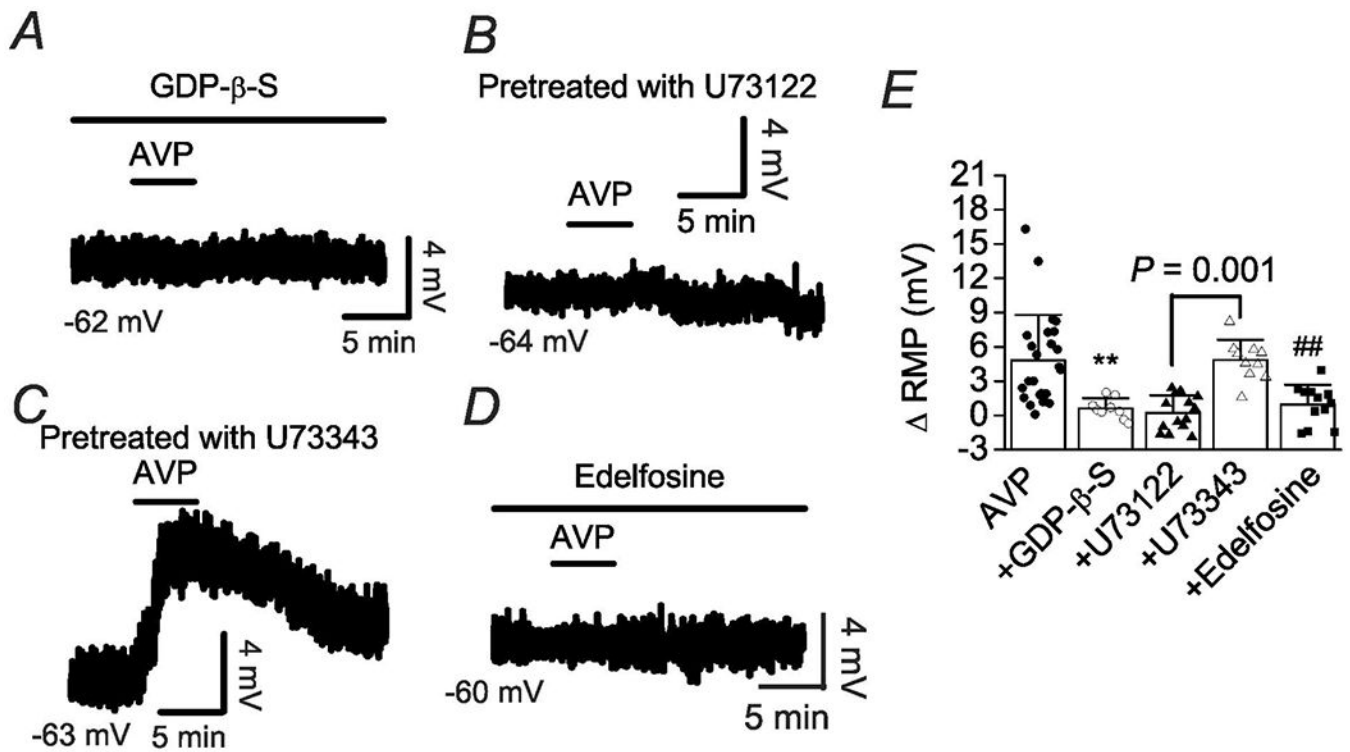 A
GDP-β-S
AVP
4 mV
-62 mV
5 min
B
Pretreated with U73122
4 mV
AVP
5 min
-64 mV
C
Pretreated with U73343
AVP
4 mV
-63 mV
5 min
D
Edelfosine
AVP
4 mV
-60 mV
5 min
E
Δ RMP (mV)
21
18
15
12
9
6
3
0
-3
P = 0.001
**
##
AVP
+GDP-β-S
+U73122
+U73343
+Edelfosine